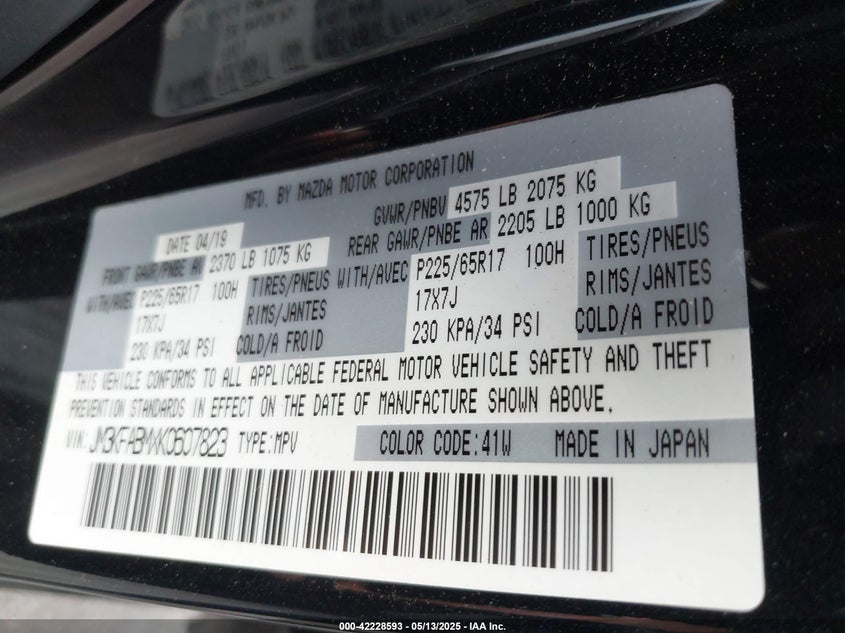 MFD. BY MAZDA MOTOR CORPORATION
DATE 04/19 GVWR/PNBV 4575 LB 2075 KG
FRONT GAWR/PNBE AV 2370 LB 1075 KG REAR GAWR/PNBE AR 2205 LB 1000 KG
WITH/AVEC P225/65R17 100H TIRES/PNEUS WITH/AVEC P225/65R17 100H TIRES/PNEUS
17X7J RIMS/JANTES 17X7J RIMS/JANTES
230 KPA/34 PSI COLD/A FROID 230 KPA/34 PSI COLD/A FROID
THIS VEHICLE CONFORMS TO ALL APPLICABLE FEDERAL MOTOR VEHICLE SAFETY AND THEFT
PREVENTION STANDARDS IN EFFECT ON THE DATE OF MANUFACTURE SHOWN ABOVE.
VIN: TYPE:MPV COLOR CODE:41W MADE IN JAPAN
000-42228593 - 05/13/2025 - IAA Inc.